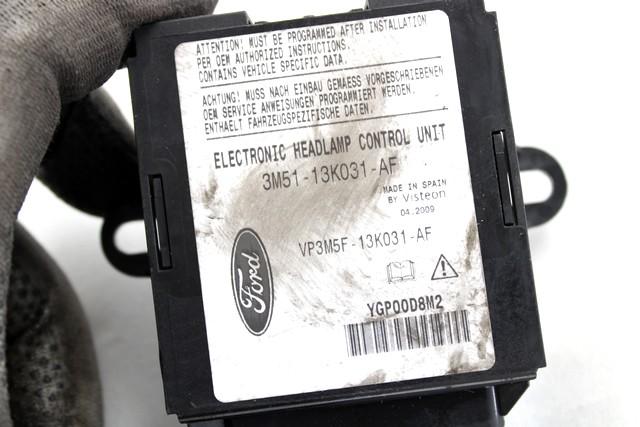 ATTENTION: MUST BE PROGRAMMED AFTER INSTALLATION
PER OEM AUTHORIZED INSTRUCTIONS.
CONTAINS VEHICLE SPECIFIC DATA.
ACHTUNG! MUSS NACH EINBAU GEMAESS VORGESCHRIEBENEN
OEM SERVICE ANWEISUNGEN PROGRAMMIERT WERDEN.
ENTHAELT FAHRZEUGSPEZIFISCHE DATEN.
ELECTRONIC HEADLAMP CONTROL UNIT
3M51-13K031-AF
MADE IN SPAIN
BY Visteon
04.2009
VP3M5F-13K031-AF
Ford
YGP00D8M2